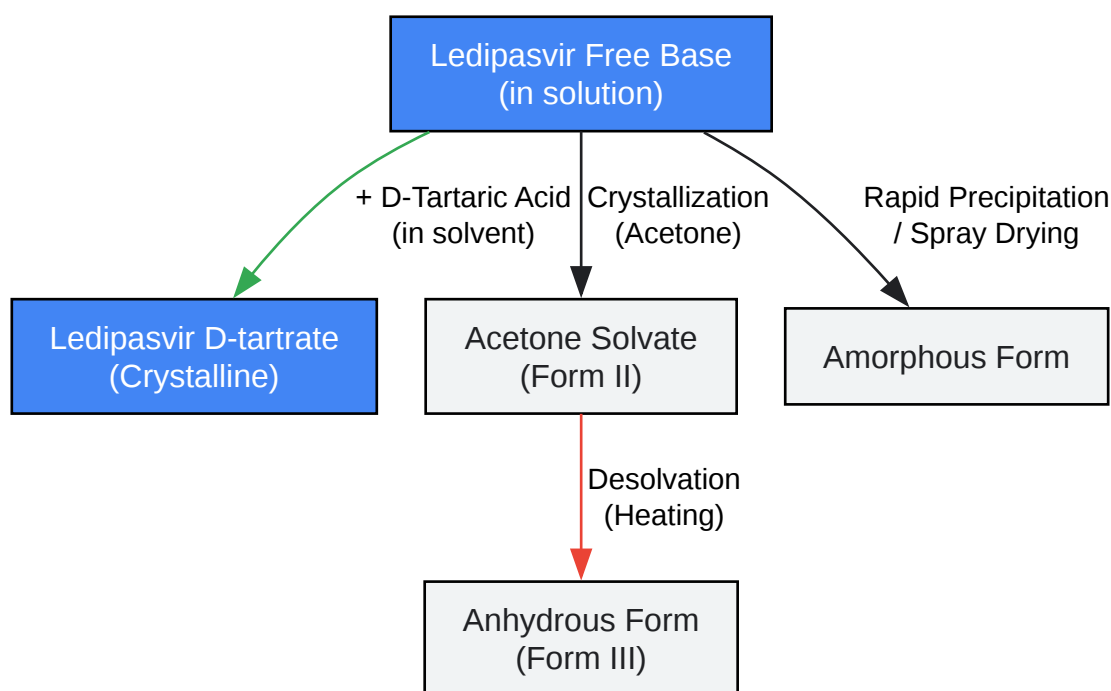 Ledipasvir Free Base
(in solution)
+ D-Tartaric Acid
(in solvent)
Crystallization
(Acetone)
Rapid Precipitation
/ Spray Drying
Ledipasvir D-tartrate
(Crystalline)
Acetone Solvate
(Form II)
Amorphous Form
Desolvation
(Heating)
Anhydrous Form
(Form III)